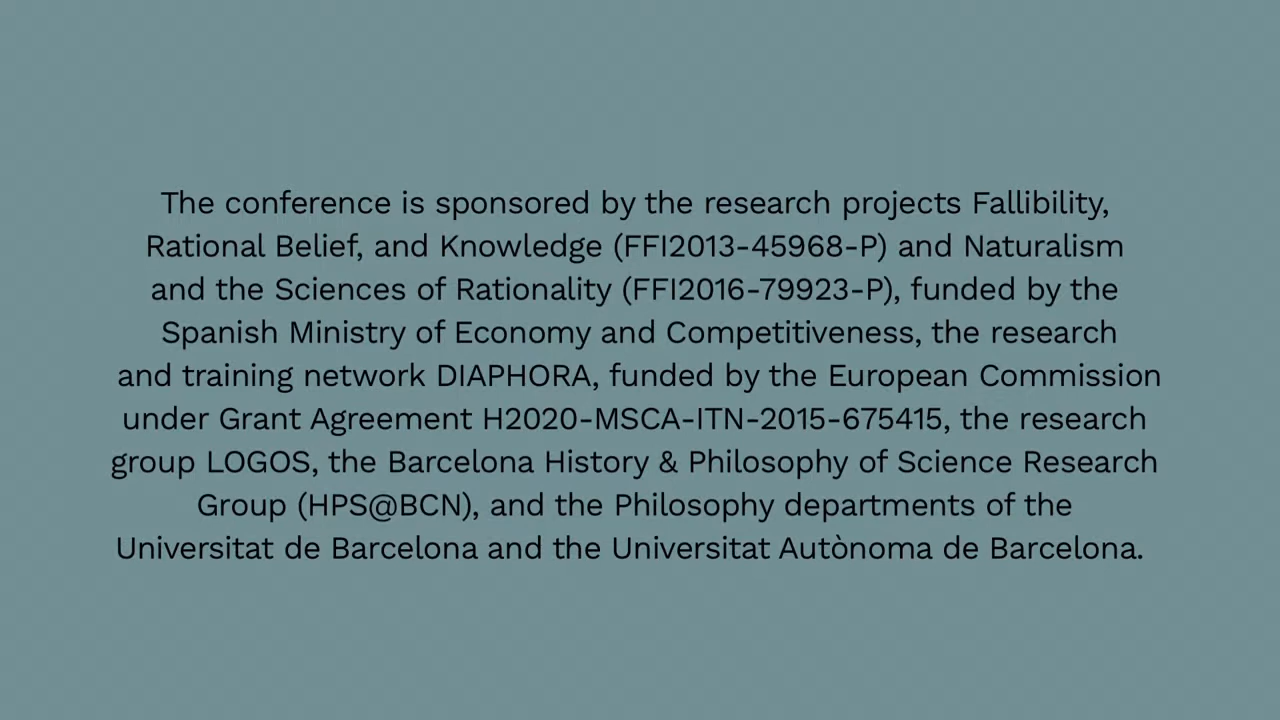 The conference is sponsored by the research projects Fallibility,
Rational Belief, and Knowledge (FFI2013-45968-P) and Naturalism
and the Sciences of Rationality (FFI2016-79923-P), funded by the
Spanish Ministry of Economy and Competitiveness, the research
and training network DIAPHORA, funded by the European Commission
under Grant Agreement H2020-MSCA-ITN-2015-675415, the research
group LOGOS, the Barcelona History & Philosophy of Science Research
Group (HPS@BCN), and the Philosophy departments of the
Universitat de Barcelona and the Universitat Autònoma de Barcelona.